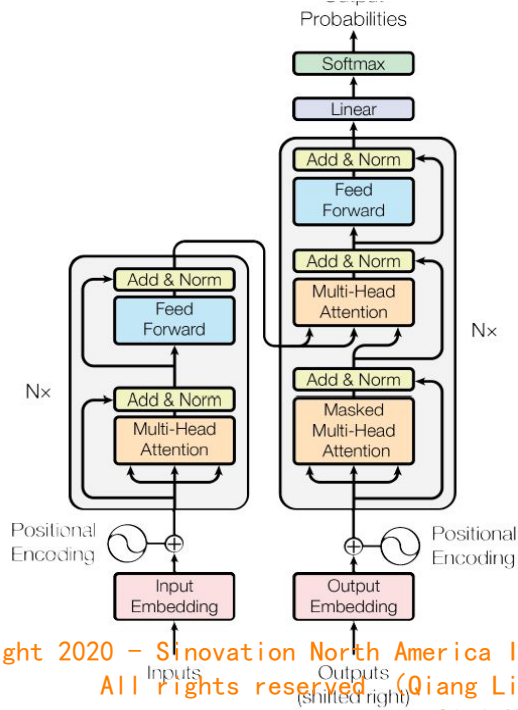 Output
Probabilities
Softmax
Linear
Add & Norm
Feed
Forward
Add & Norm
Multi-Head
Attention
Add & Norm
Masked
Multi-Head
Attention
Nx
Add & Norm
Feed
Forward
Add & Norm
Multi-Head
Attention
Nx
Positional
Encoding
Positional
Encoding
Input
Embedding
Output
Embedding
Inputs
Outputs
(shifted right)
ght 2020 - Sinovation North America I
All rights reserved (Qiang Li